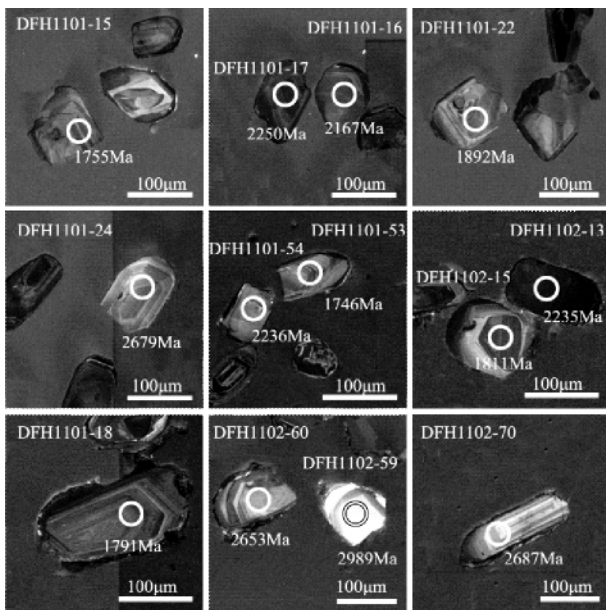 DFH1101-15
1755Ma
100μm
DFH1101-16
DFH1101-17
2250Ma
2167Ma
100μm
DFH1101-22
1892Ma
100μm
DFH1101-24
2679Ma
100μm
DFH1101-53
DFH1101-54
1746Ma
2236Ma
100μm
DFH1102-13
DFH1102-15
2235Ma
1811Ma
100μm
DFH1101-18
1791Ma
100μm
DFH1102-60
DFH1102-59
2653Ma
2989Ma
100μm
DFH1102-70
2687Ma
100μm